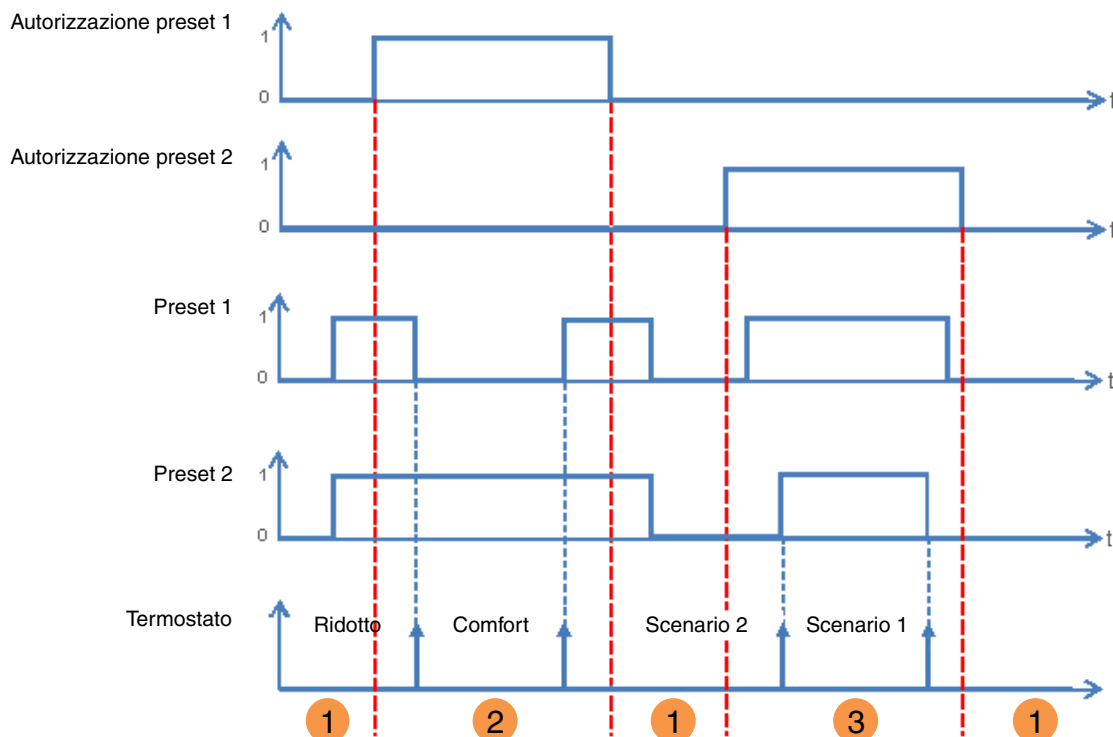 Autorizzazione preset 1
1
0
t
Autorizzazione preset 2
1
0
t
Preset 1
1
0
t
Preset 2
1
0
t
Termostato
Ridotto
Comfort
Scenario 2
Scenario 1
1
2
1
3
1